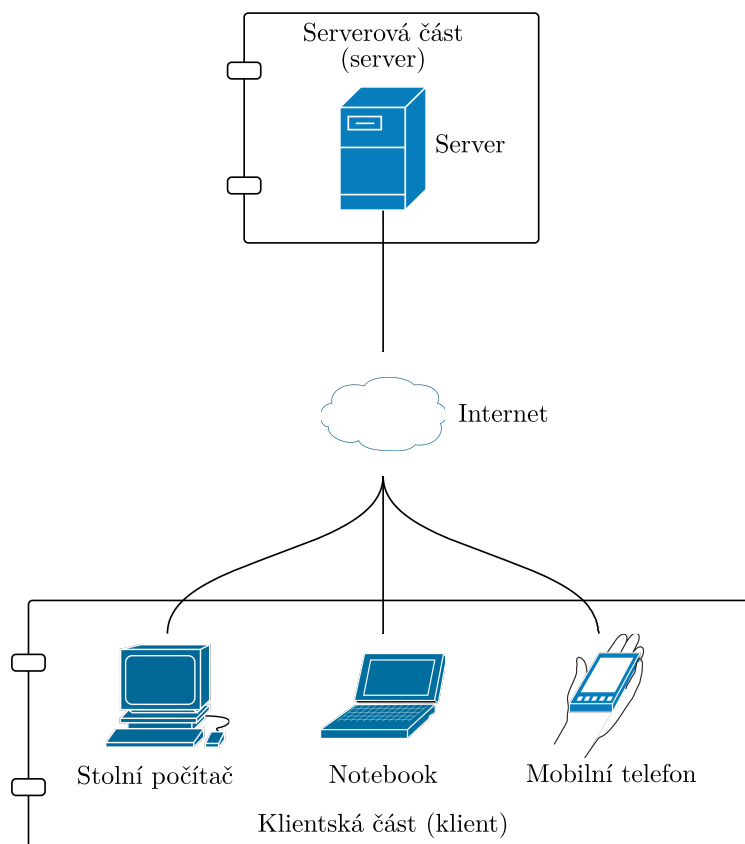 Serverová část
(server)
Server
Internet
Stolní počítač
Notebook
Mobilní telefon
Klientská část (klient)